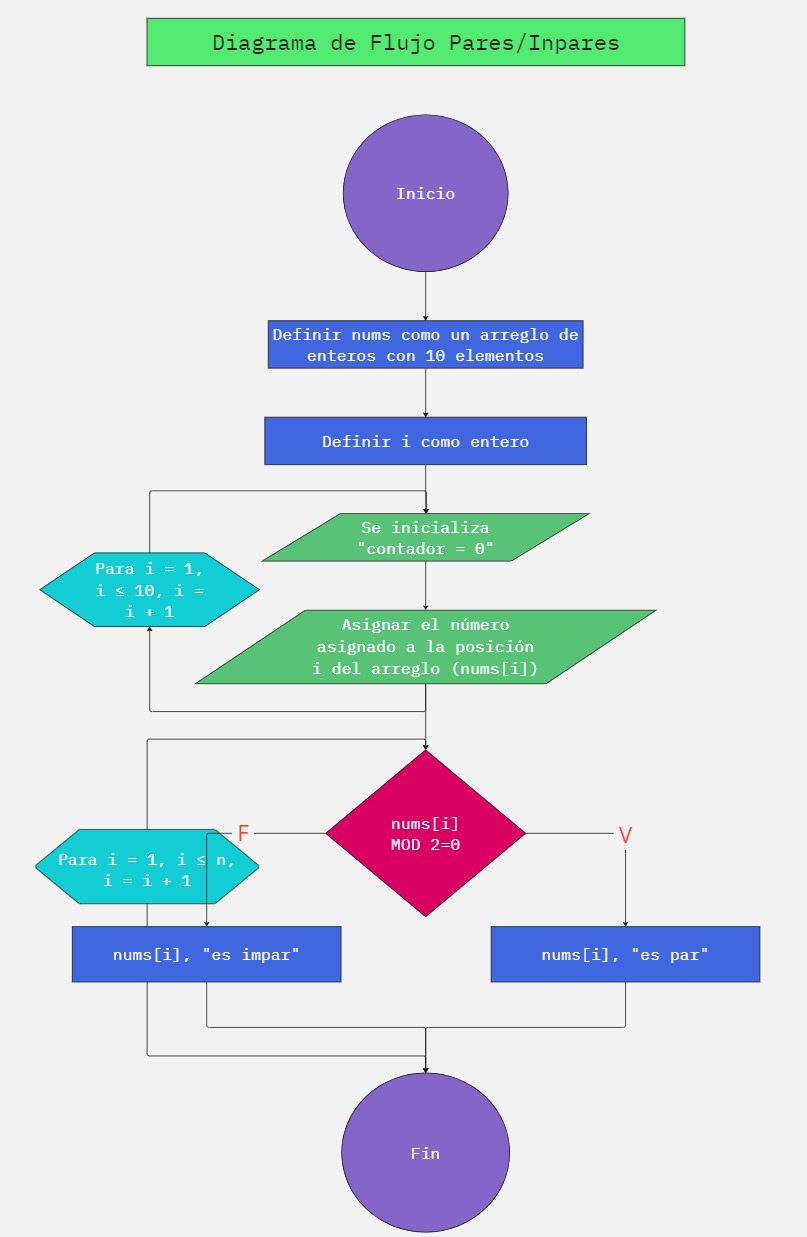 Diagrama de Flujo Pares/Inpares
Inicio
Definir nums como un arreglo de
enteros con 10 elementos
Definir i como entero
Se inicializa
"contador = 0"
Para i = 1,
i ≤ 10, i =
i + 1
Asignar el número
asignado a la posición
i del arreglo (nums[i])
nums[i]
MOD 2=0
F
V
Para i = 1, i ≤ n,
i = i + 1
nums[i], "es impar"
nums[i], "es par"
Fin